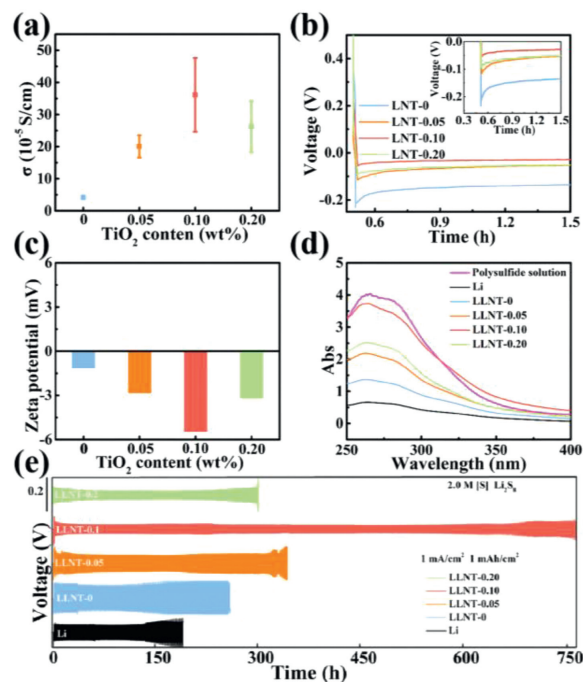 (a)
50
40
30
20
10
0
σ (10⁻⁵ S/cm)
0 0.05 0.10 0.20
TiO₂ conten (wt%)
(b)
0.4
0.2
0.0
-0.2
Voltage (V)
LNT-0
LNT-0.05
LNT-0.10
LNT-0.20
0.0
-0.1
-0.2
Voltage (V)
0.6 0.9 1.2 1.5
Time (h)
0.6 0.9 1.2 1.5
Time (h)
(c)
6
3
0
-3
-6
Zeta potential (mV)
0 0.05 0.10 0.20
TiO₂ content (wt%)
(d)
5
4
3
2
1
0
Abs
Polysulfide solution
Li
LLNT-0
LLNT-0.05
LLNT-0.10
LLNT-0.20
250 300 350 400
Wavelength (nm)
(e)
0.2
Voltage (V)
LLNT-0.2
2.0 M [S] Li₂S₈
LLNT-0.1
LLNT-0.05
LLNT-0
Li
1 mA/cm² 1 mAh/cm²
LLNT-0.20
LLNT-0.10
LLNT-0.05
LLNT-0
Li
0 150 300 450 600 750
Time (h)